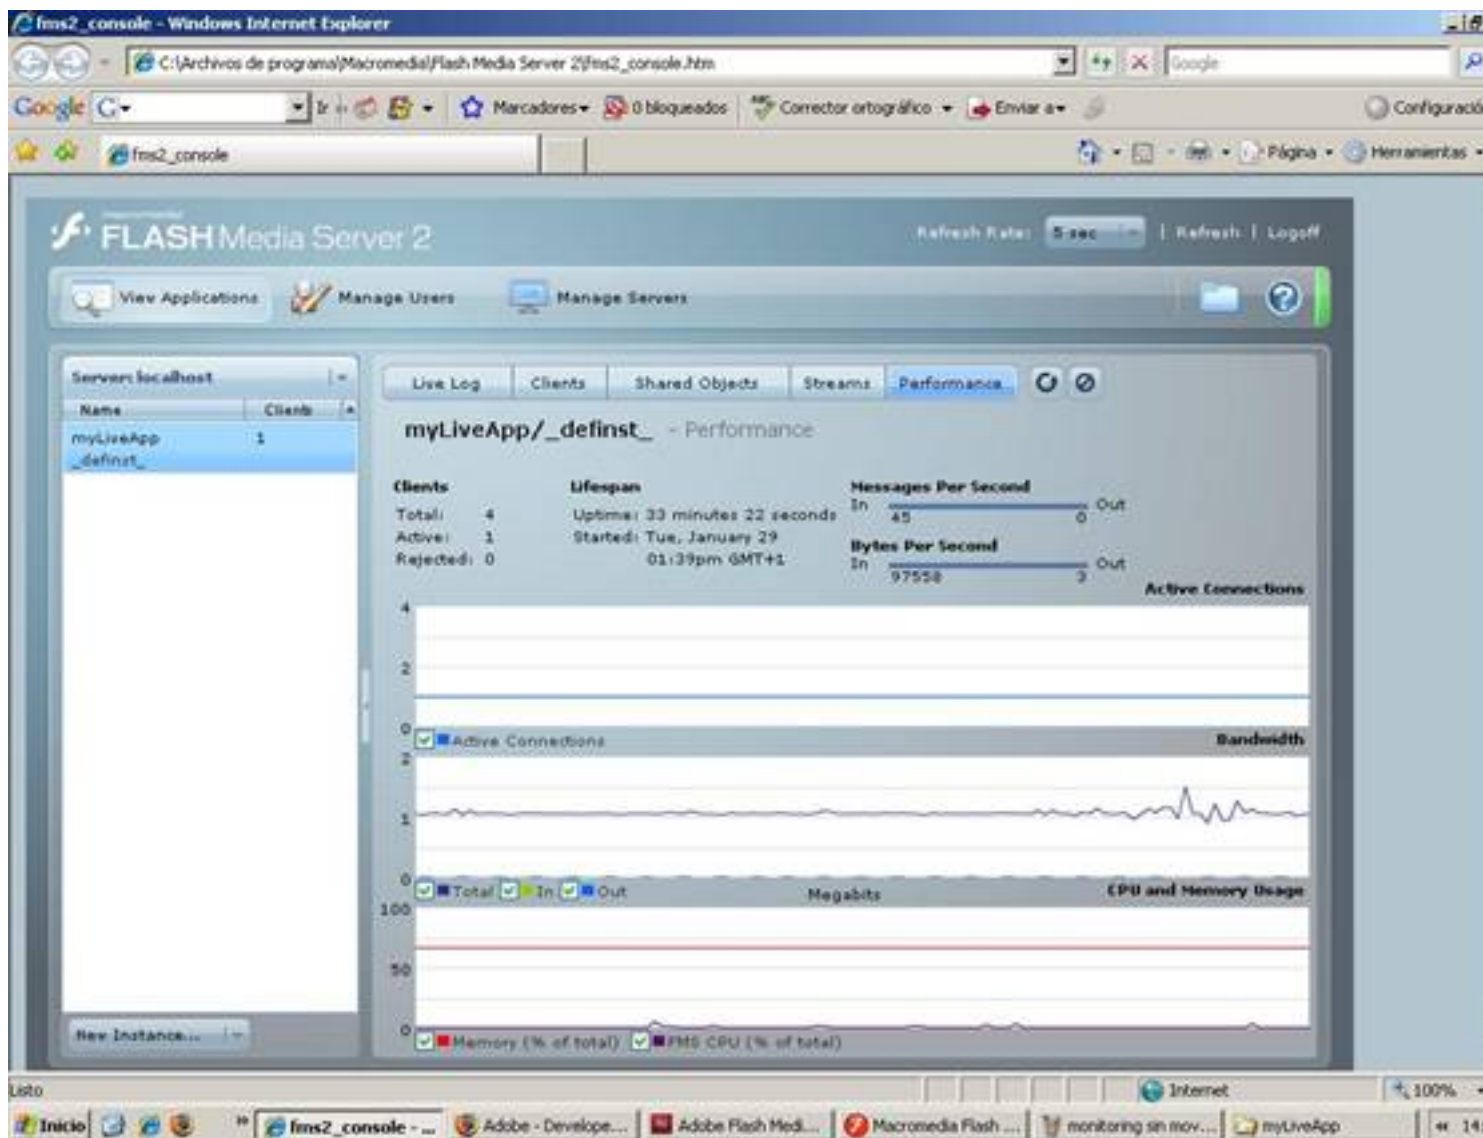 fms2_console - Windows Internet Explorer
C:\Archivos de programa\Macromedia\Flash Media Server 2\fms2_console.htm
Google
Google G
Ir
Marcadores
0 bloqueados
Corrector ortográfico
Enviar a
Configuració
fms2_console
Página
Herramientas
FLASH Media Server 2
Refresh Rate: 5 sec | Refresh | Logoff
View Applications
Manage Users
Manage Servers
Server: localhost
Name Clients
myLiveApp 1
_definst_
New Instance...
Live Log Clients Shared Objects Streams Performance
myLiveApp/_definst_ - Performance
Clients
Total: 4
Active: 1
Rejected: 0
Lifespan
Uptime: 33 minutes 22 seconds
Started: Tue, January 29
01:39pm GMT+1
Messages Per Second
In 45 0 Out
Bytes Per Second
In 97558 3 Out
Active Connections
4
2
0
Active Connections
Bandwidth
2
1
0
Total In Out
Megabits
CPU and Memory Usage
100
50
0
Memory (% of total) FMS CPU (% of total)
Listo
Internet
100%
Inicio
fms2_console - ...
Adobe - Develope...
Adobe Flash Medi...
Macromedia Flash ...
monitoring sin mov...
myLiveApp